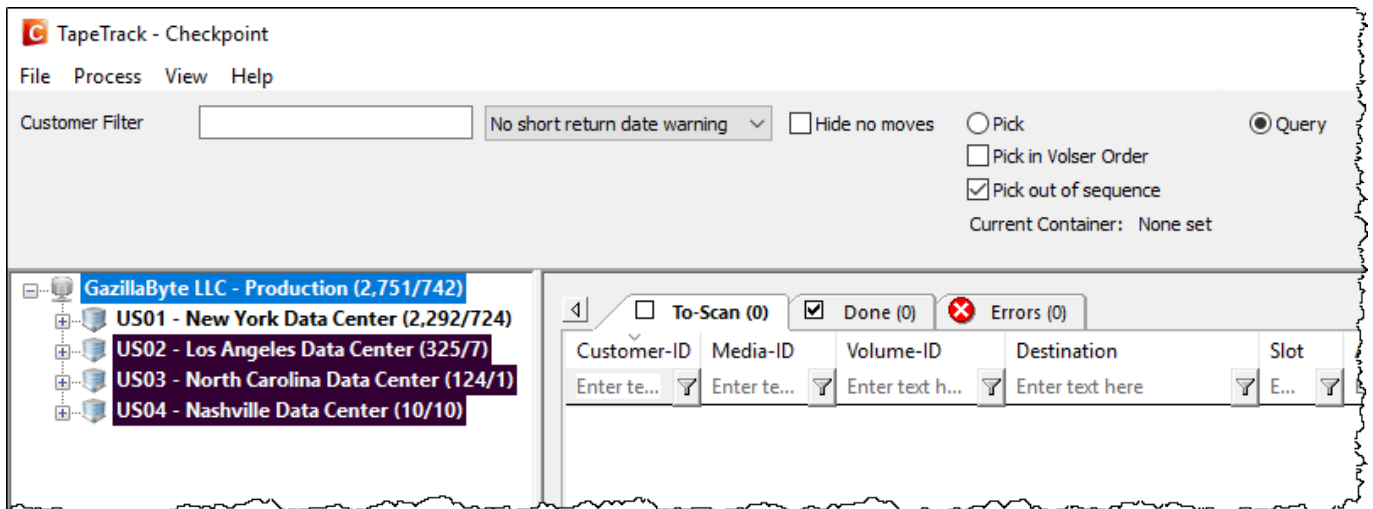 TapeTrack - Checkpoint
File Process View Help
Customer Filter No short return date warning Hide no moves Pick Query
Pick in Volser Order
Pick out of sequence
Current Container: None set
GazillaByte LLC - Production (2,751/742)
US01 - New York Data Center (2,292/724)
US02 - Los Angeles Data Center (325/7)
US03 - North Carolina Data Center (124/1)
US04 - Nashville Data Center (10/10)
To-Scan (0) Done (0) Errors (0)
Customer-ID Media-ID Volume-ID Destination Slot
Enter te... Enter te... Enter text h... Enter text here E...